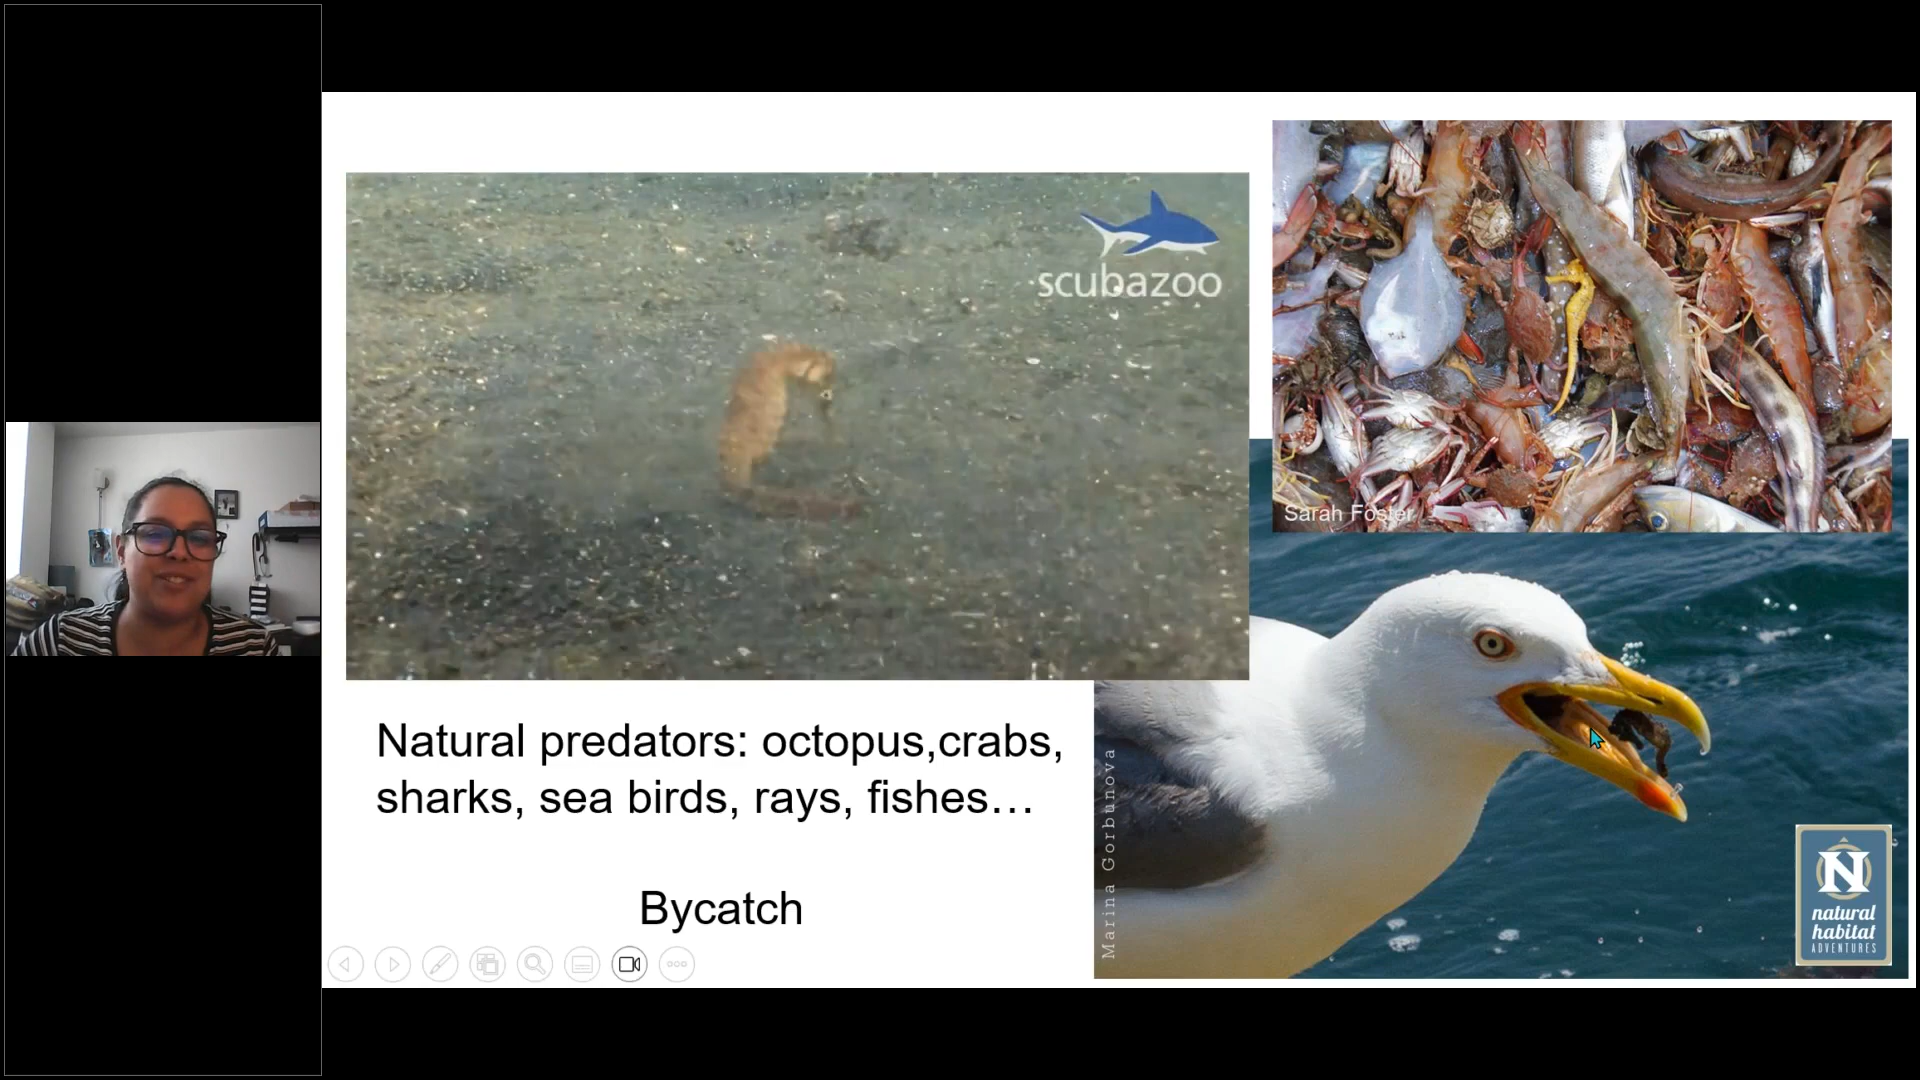 scubazoo
Sarah Foster
Natural predators: octopus,crabs,
sharks, sea birds, rays, fishes…
Bycatch
Marina Gorbunova
N
natural
habitat
ADVENTURES